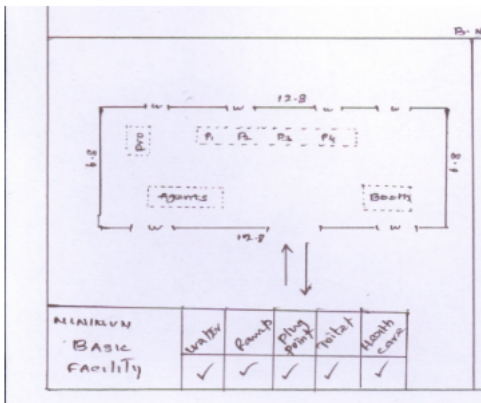 12-8
W W W W
Pro P1 P2 P3 P4
6-8 6-8
Agents Booth
W W
12-8
MINIMUM
BASIC
FACILITY
Water Ramp Plug point Toilet Health care
✓ ✓ ✓ ✓ ✓